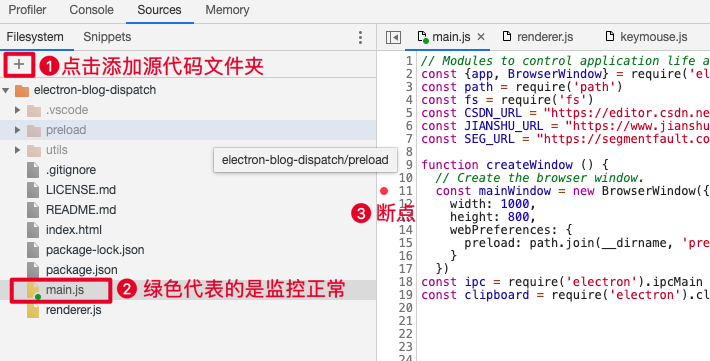 Profiler Console Sources Memory
Filesystem Snippets
+ 1 点击添加源代码文件夹
electron-blog-dispatch
.vscode
preload
utils
.gitignore
LICENSE.md
README.md
index.html
package-lock.json
package.json
main.js
renderer.js
2 绿色代表的是监控正常
electron-blog-dispatch/preload
3 断点
main.js × renderer.js keymouse.js
1 // Modules to control application life a
2 const {app, BrowserWindow} = require('el
3 const path = require('path')
4 const fs = require('fs')
5 const CSDN_URL = "https://editor.csdn.ne
6 const JIANSHU_URL = "https://www.jianshu
7 const SEG_URL = "https://segmentfault.co
8
9 function createWindow () {
10 // Create the browser window.
11 const mainWindow = new BrowserWindow({
12 width: 1000,
13 height: 800,
14 webPreferences: {
15 preload: path.join(__dirname, 'pre
16 }
17 })
18 const ipc = require('electron').ipcMain
19 const clipboard = require('electron').cl
20
21
22
23
24